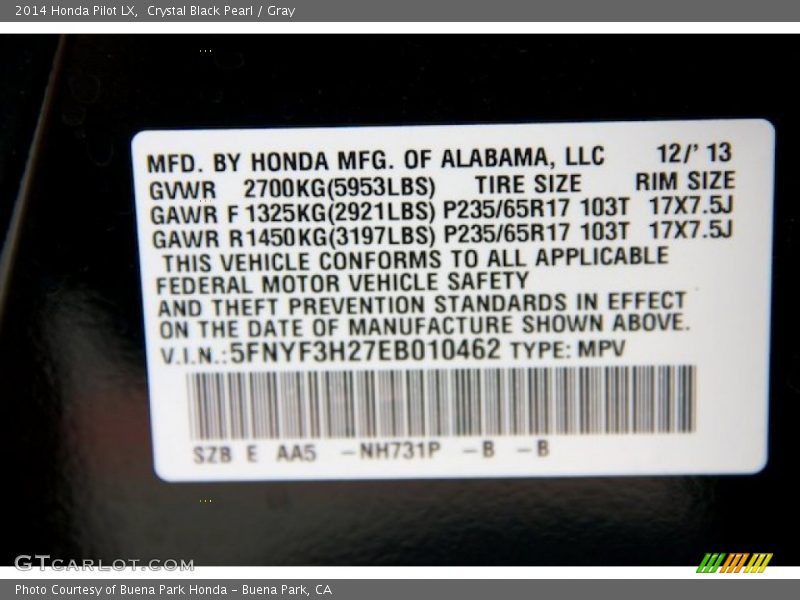 2014 Honda Pilot LX,  Crystal Black Pearl / Gray
MFD. BY HONDA MFG. OF ALABAMA, LLC 12/' 13
GVWR 2700KG(5953LBS) TIRE SIZE RIM SIZE
GAWR F 1325KG(2921LBS) P235/65R17 103T 17X7.5J
GAWR R1450KG(3197LBS) P235/65R17 103T 17X7.5J
THIS VEHICLE CONFORMS TO ALL APPLICABLE
FEDERAL MOTOR VEHICLE SAFETY
AND THEFT PREVENTION STANDARDS IN EFFECT
ON THE DATE OF MANUFACTURE SHOWN ABOVE.
V.I.N.:5FNYF3H27EB010462 TYPE: MPV
SZB E AA5 -NH731P -B -B
GTCARLOT.COM
Photo Courtesy of Buena Park Honda - Buena Park, CA